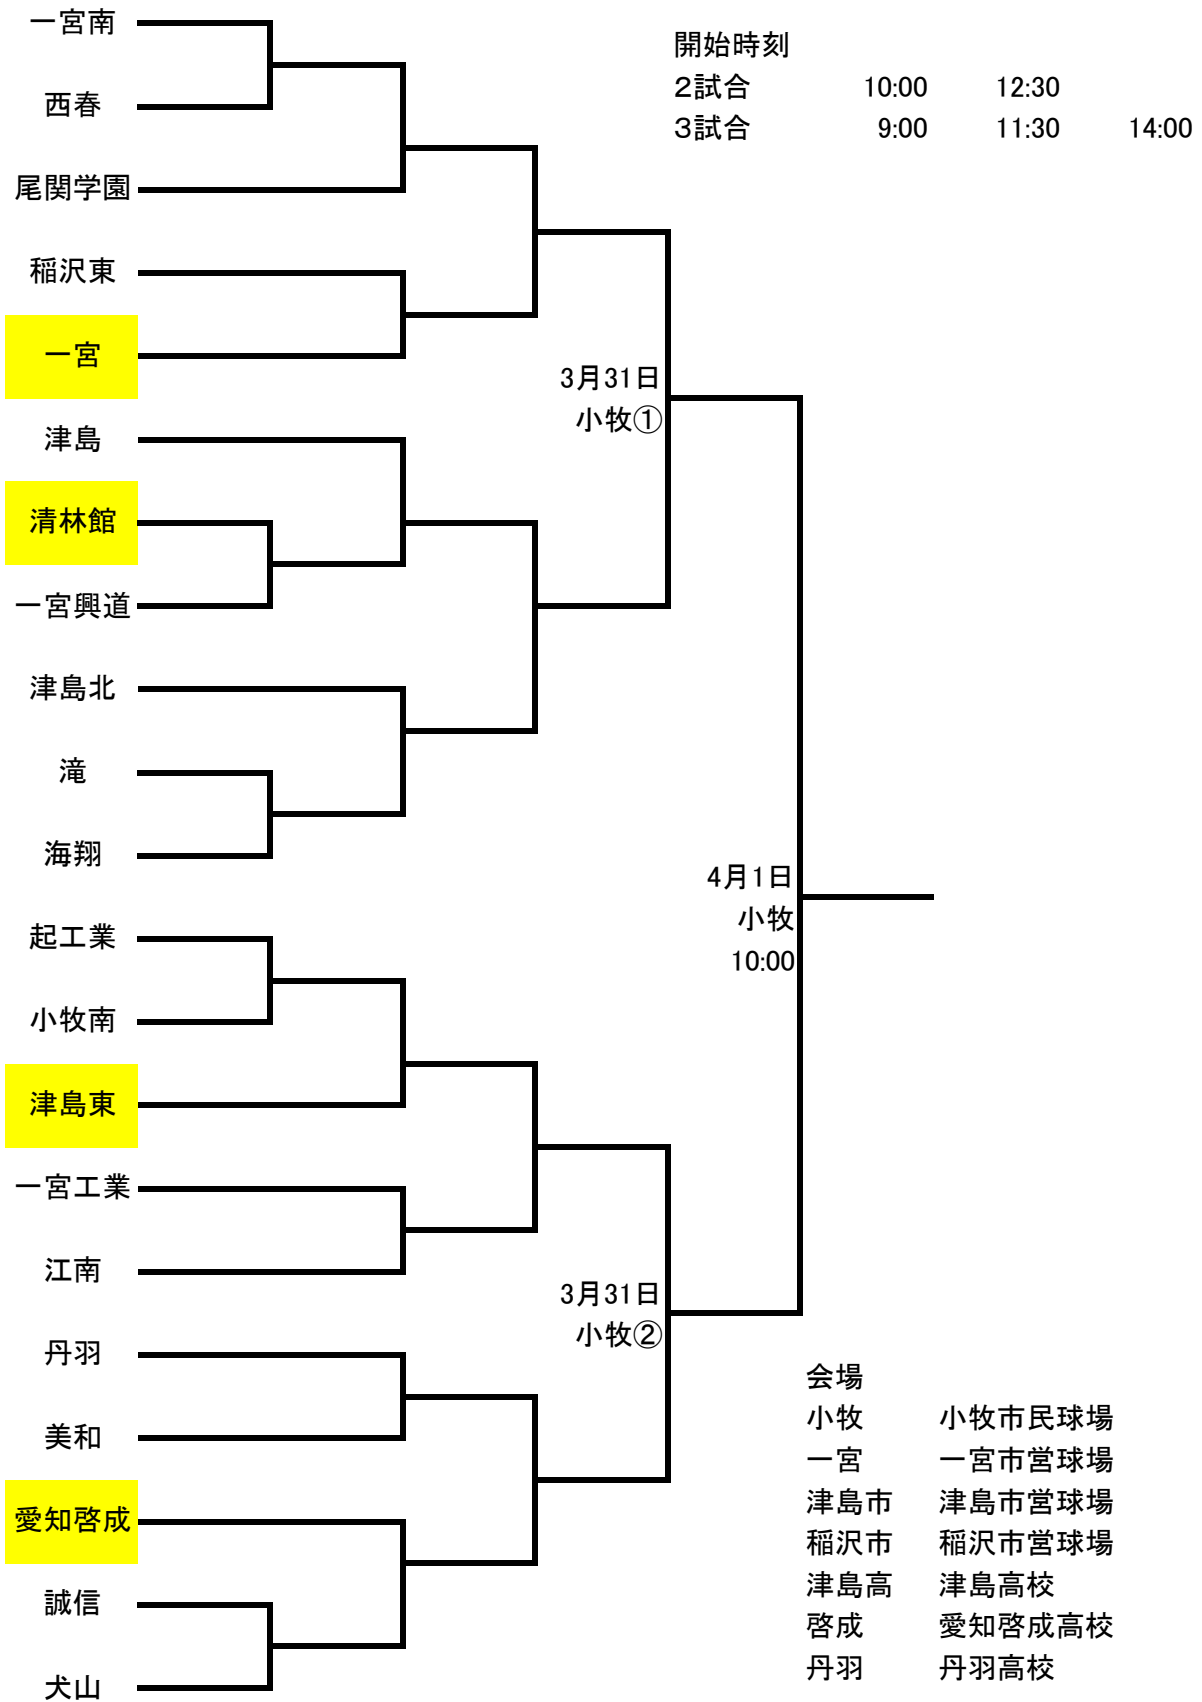 一宮南
西春
尾関学園
稲沢東
一宮
津島
清林館
一宮興道
津島北
滝
海翔
起工業
小牧南
津島東
一宮工業
江南
丹羽
美和
愛知啓成
誠信
犬山
開始時刻
2試合 10:00 12:30
3試合 9:00 11:30 14:00
3月31日
小牧①
4月1日
小牧
10:00
3月31日
小牧②
会場
小牧 小牧市民球場
一宮 一宮市営球場
津島市 津島市営球場
稲沢市 稲沢市営球場
津島高 津島高校
啓成 愛知啓成高校
丹羽 丹羽高校